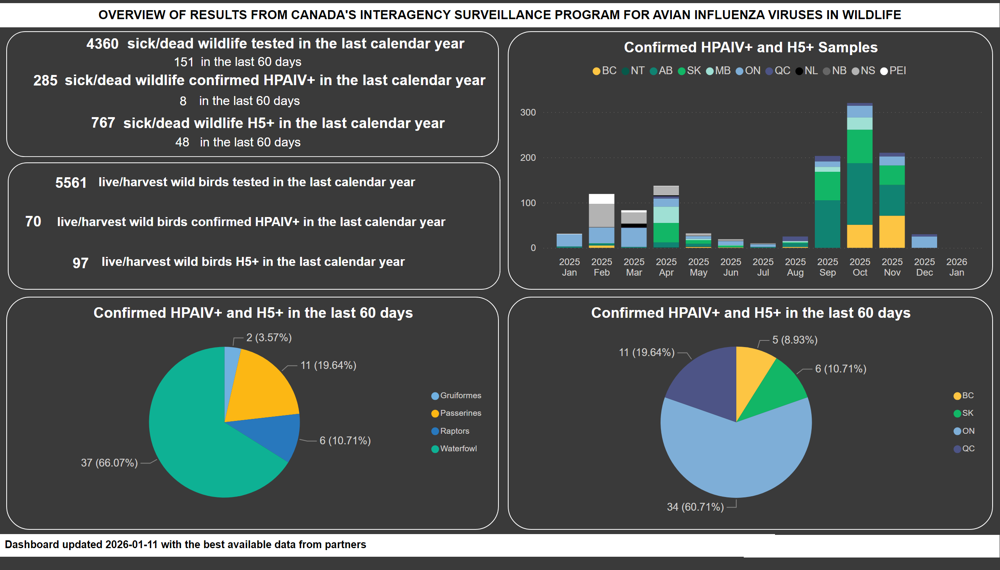 OVERVIEW OF RESULTS FROM CANADA'S INTERAGENCY SURVEILLANCE PROGRAM FOR AVIAN INFLUENZA VIRUSES IN WILDLIFE
4360 sick/dead wildlife tested in the last calendar year
151 in the last 60 days
285 sick/dead wildlife confirmed HPAIV+ in the last calendar year
8 in the last 60 days
767 sick/dead wildlife H5+ in the last calendar year
48 in the last 60 days
5561 live/harvest wild birds tested in the last calendar year
70 live/harvest wild birds confirmed HPAIV+ in the last calendar year
97 live/harvest wild birds H5+ in the last calendar year
Confirmed HPAIV+ and H5+ Samples
BC NT AB SK MB ON QC NL NB NS PEI
300
200
100
0
2025 2025 2025 2025 2025 2025 2025 2025 2025 2025 2025 2025 2026
Jan Feb Mar Apr May Jun Jul Aug Sep Oct Nov Dec Jan
Confirmed HPAIV+ and H5+ in the last 60 days
2 (3.57%)
11 (19.64%)
6 (10.71%)
37 (66.07%)
Gruiformes
Passerines
Raptors
Waterfowl
Confirmed HPAIV+ and H5+ in the last 60 days
5 (8.93%)
11 (19.64%)
6 (10.71%)
34 (60.71%)
BC
SK
ON
QC
Dashboard updated 2026-01-11 with the best available data from partners